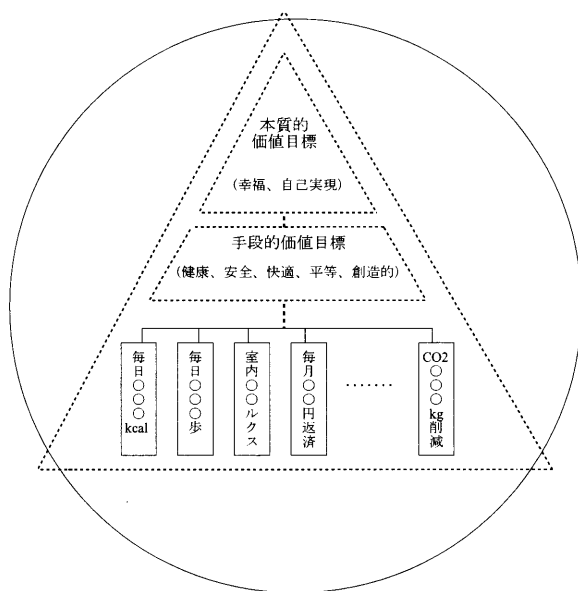 本質的
価値目標
(幸福、自己実現)
手段的価値目標
(健康、安全、快適、平等、創造的)
毎日○○○kcal
毎日○○○歩
室内○○ルクス
毎月○○円返済
········
CO2○○○kg削減